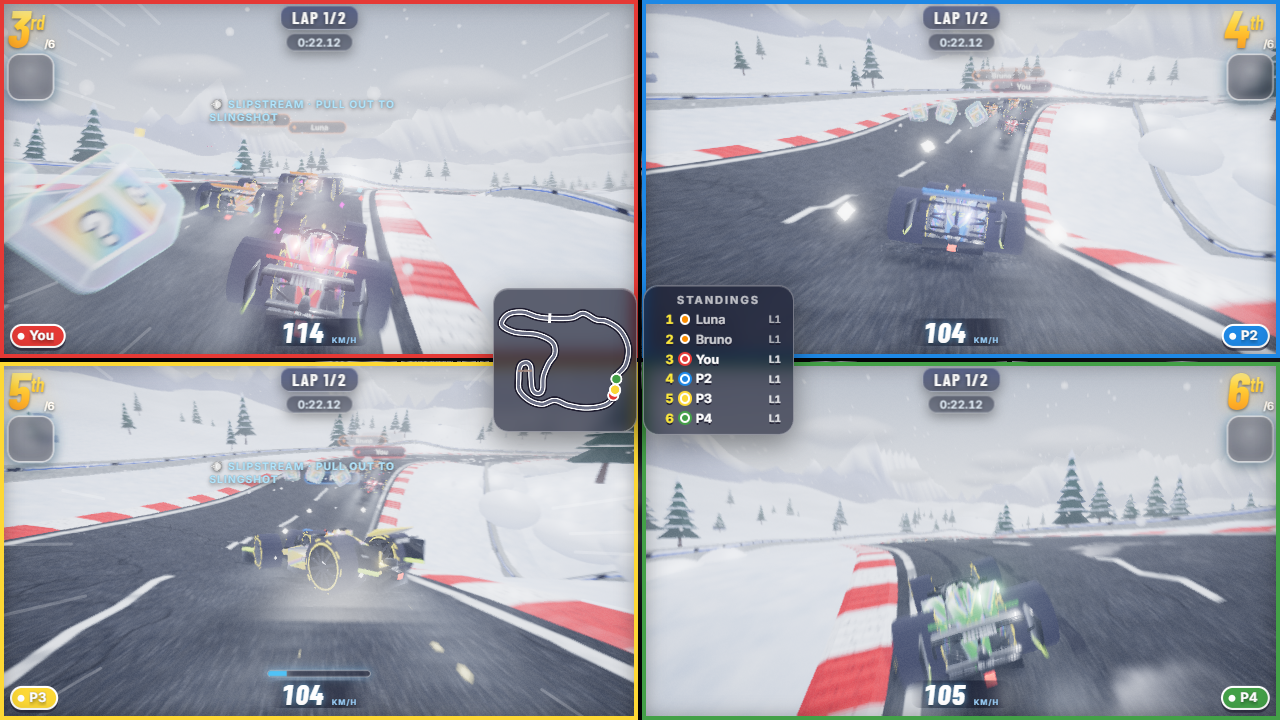 3rd
/6
LAP 1/2
0:22.12
SLIPSTREAM · PULL OUT TO
SLINGSHOT
Luna
You
114 KM/H
4th
/6
LAP 1/2
0:22.12
Bruno
You
104 KM/H
P2
STANDINGS
1 Luna L1
2 Bruno L1
3 You L1
4 P2 L1
5 P3 L1
6 P4 L1
5th
/6
LAP 1/2
0:22.12
You
SLIPSTREAM · PULL OUT TO
SLINGSHOT
P3
104 KM/H
6th
/6
LAP 1/2
0:22.12
105 KM/H
P4